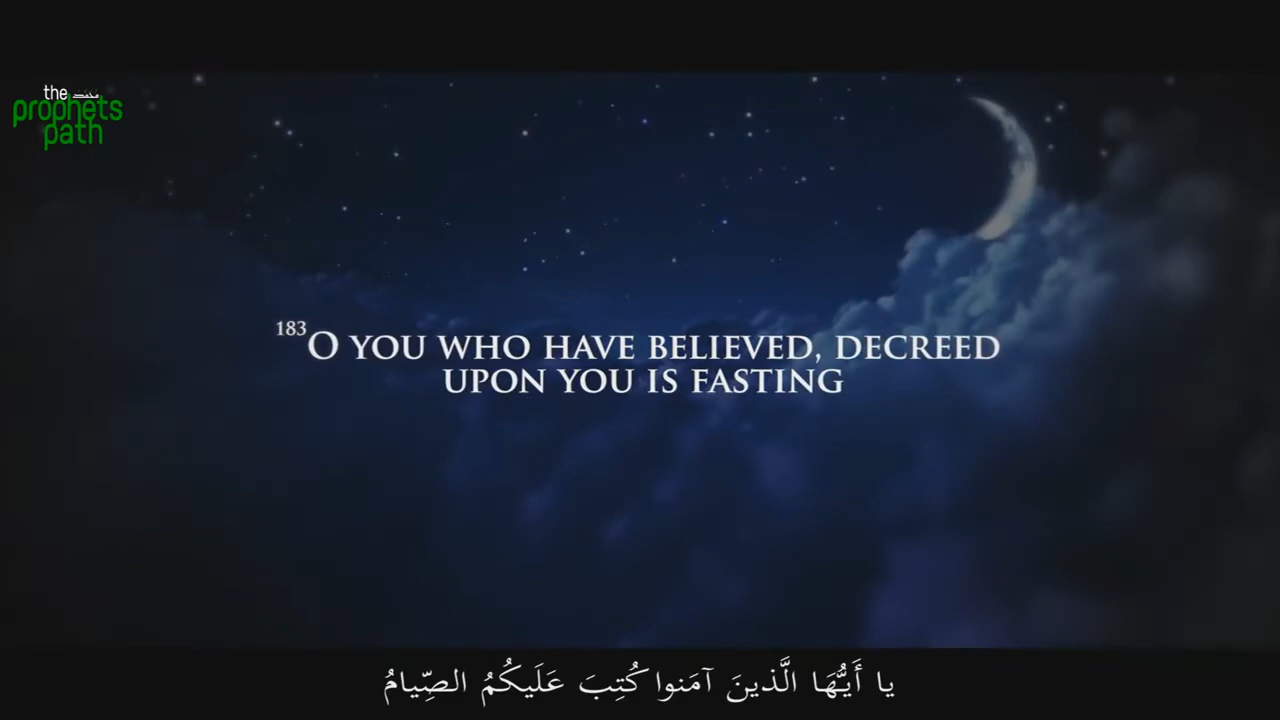 the محمد
prophets
path
183 O YOU WHO HAVE BELIEVED, DECREED
UPON YOU IS FASTING
يا أَيُّهَا الَّذينَ آمَنوا كُتِبَ عَلَيكُمُ الصِّيامُ